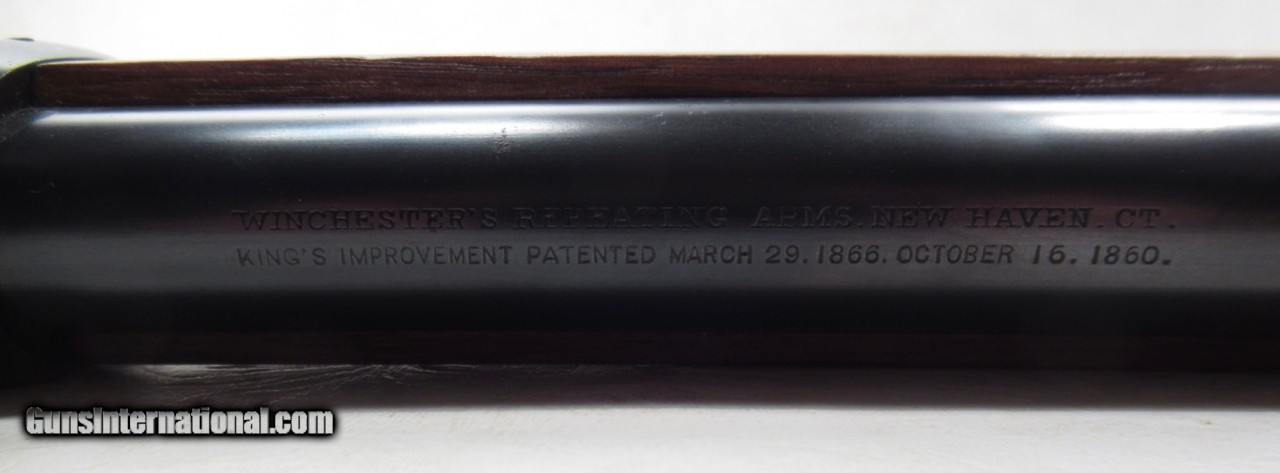 WINCHESTER'S REPEATING ARMS. NEW HAVEN. CT.
KING'S IMPROVEMENT PATENTED MARCH 29. 1866. OCTOBER 16. 1860.
GunsInternational.com